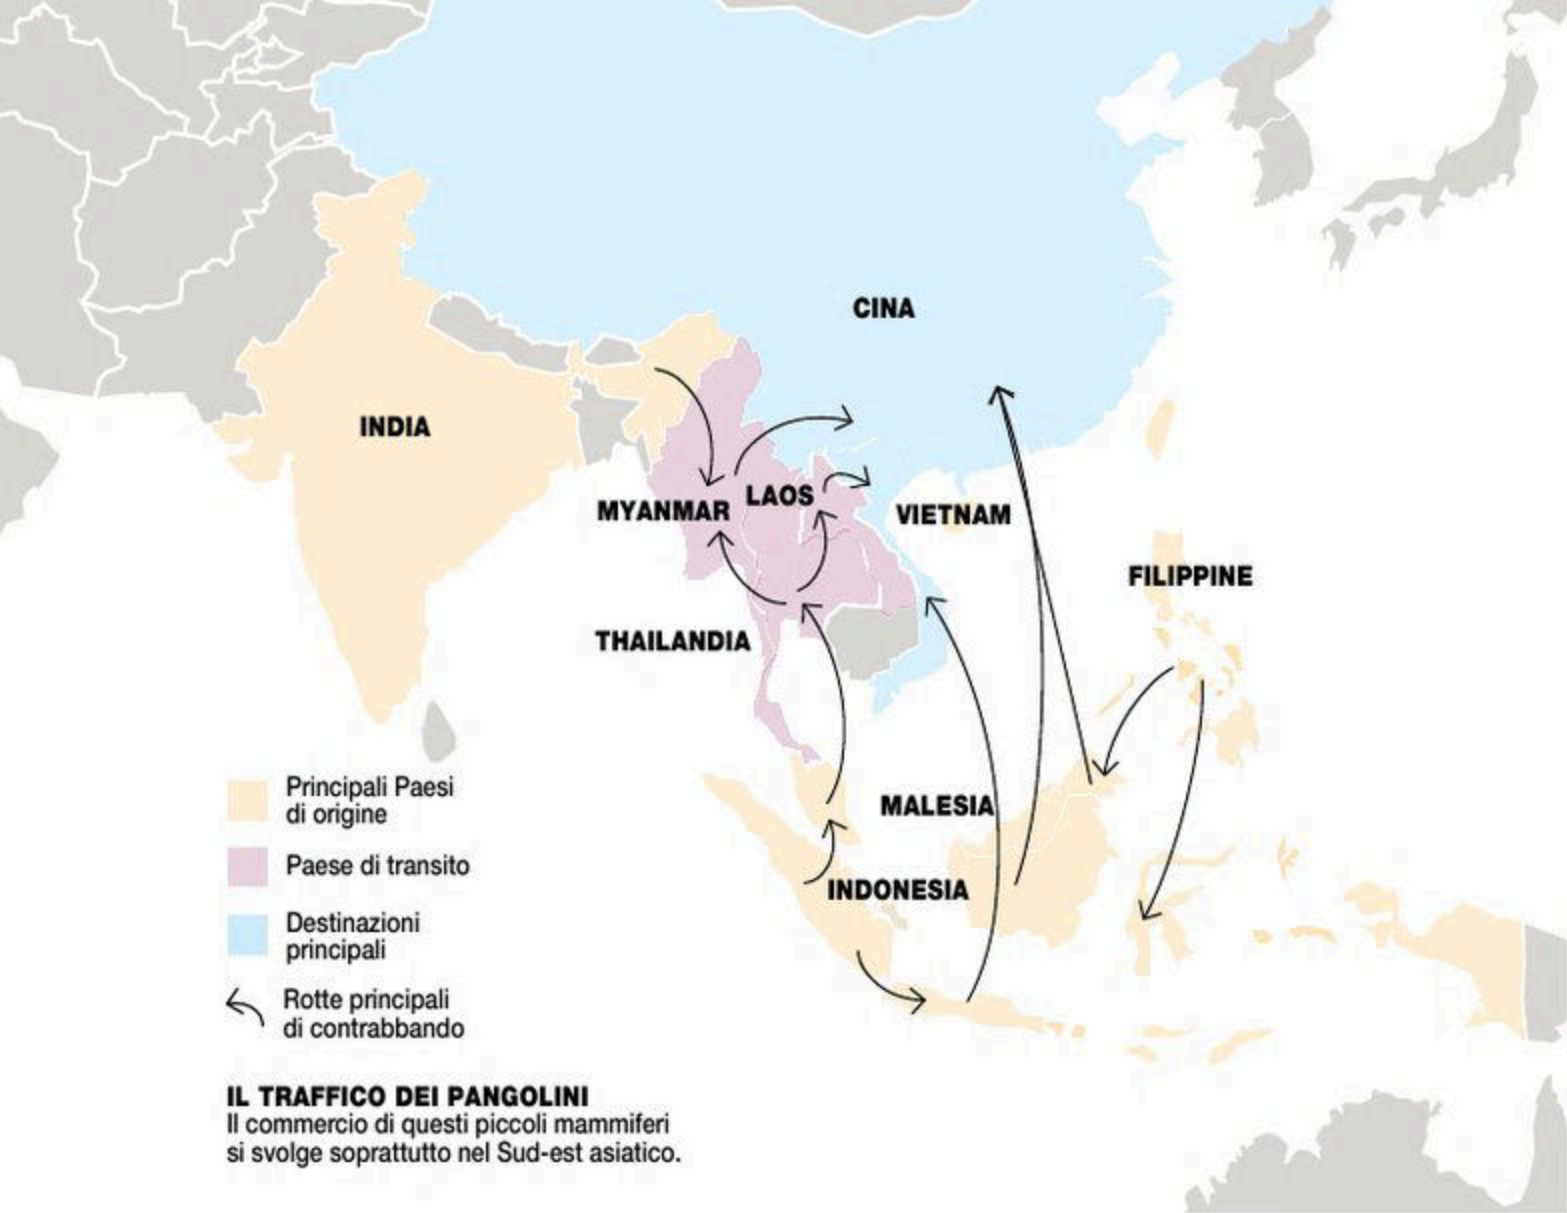 CINA
INDIA
LAOS
MYANMAR
VIETNAM
FILIPPINE
THAILANDIA
MALESIA
INDONESIA
Principali Paesi
di origine
Paese di transito
Destinazioni
principali
Rotte principali
di contrabbando
IL TRAFFICO DEI PANGOLINI
Il commercio di questi piccoli mammiferi
si svolge soprattutto nel Sud-est asiatico.